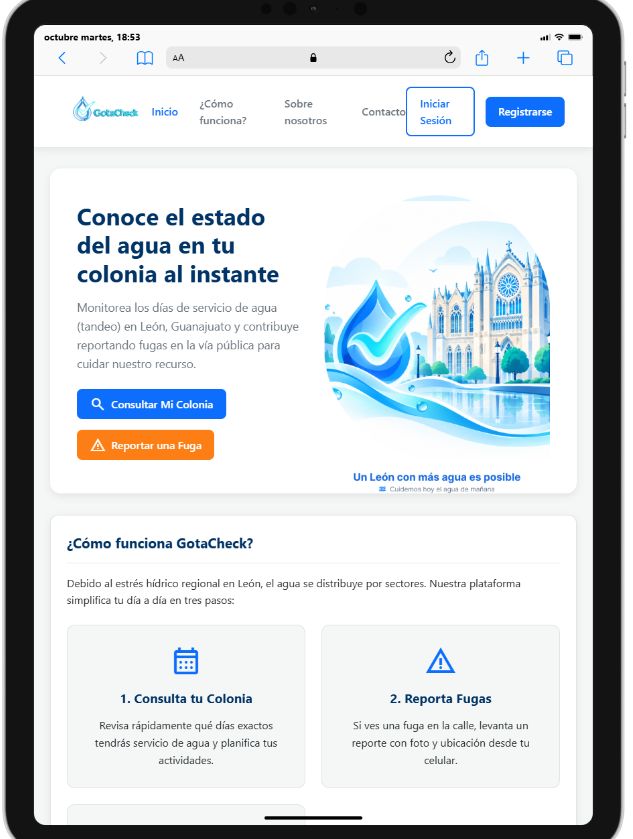 octubre martes, 18:53
AA
GotaCheck
Inicio
¿Cómo
funciona?
Sobre
nosotros
Contacto
Iniciar
Sesión
Registrarse
Conoce el estado
del agua en tu
colonia al instante
Monitorea los días de servicio de agua
(tandeo) en León, Guanajuato y contribuye
reportando fugas en la vía pública para
cuidar nuestro recurso.
Consultar Mi Colonia
Reportar una Fuga
Un León con más agua es posible
Cuidemos hoy el agua de mañana
¿Cómo funciona GotaCheck?
Debido al estrés hídrico regional en León, el agua se distribuye por sectores. Nuestra plataforma
simplifica tu día a día en tres pasos:
1. Consulta tu Colonia
Revisa rápidamente qué días exactos
tendrás servicio de agua y planifica tus
actividades.
2. Reporta Fugas
Si ves una fuga en la calle, levanta un
reporte con foto y ubicación desde tu
celular.